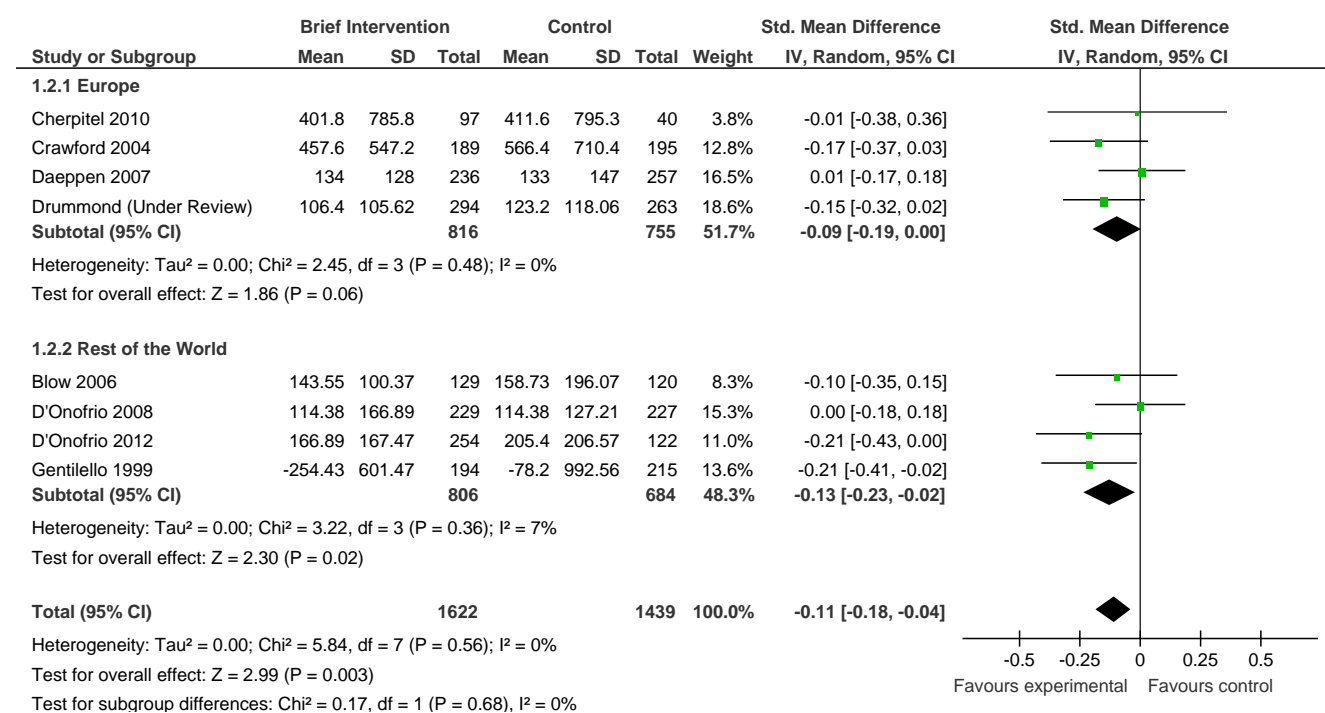 Brief Intervention Control Std. Mean Difference Std. Mean Difference
Study or Subgroup Mean SD Total Mean SD Total Weight IV, Random, 95% CI IV, Random, 95% CI
1.2.1 Europe
Cherpitel 2010 401.8 785.8 97 411.6 795.3 40 3.8% -0.01 [-0.38, 0.36]
Crawford 2004 457.6 547.2 189 566.4 710.4 195 12.8% -0.17 [-0.37, 0.03]
Daeppen 2007 134 128 236 133 147 257 16.5% 0.01 [-0.17, 0.18]
Drummond (Under Review) 106.4 105.62 294 123.2 118.06 263 18.6% -0.15 [-0.32, 0.02]
Subtotal (95% CI) 816 755 51.7% -0.09 [-0.19, 0.00]
Heterogeneity: Tau² = 0.00; Chi² = 2.45, df = 3 (P = 0.48); I² = 0%
Test for overall effect: Z = 1.86 (P = 0.06)
1.2.2 Rest of the World
Blow 2006 143.55 100.37 129 158.73 196.07 120 8.3% -0.10 [-0.35, 0.15]
D'Onofrio 2008 114.38 166.89 229 114.38 127.21 227 15.3% 0.00 [-0.18, 0.18]
D'Onofrio 2012 166.89 167.47 254 205.4 206.57 122 11.0% -0.21 [-0.43, 0.00]
Gentilello 1999 -254.43 601.47 194 -78.2 992.56 215 13.6% -0.21 [-0.41, -0.02]
Subtotal (95% CI) 806 684 48.3% -0.13 [-0.23, -0.02]
Heterogeneity: Tau² = 0.00; Chi² = 3.22, df = 3 (P = 0.36); I² = 7%
Test for overall effect: Z = 2.30 (P = 0.02)
Total (95% CI) 1622 1439 100.0% -0.11 [-0.18, -0.04]
Heterogeneity: Tau² = 0.00; Chi² = 5.84, df = 7 (P = 0.56); I² = 0%
Test for overall effect: Z = 2.99 (P = 0.003)
Test for subgroup differences: Chi² = 0.17, df = 1 (P = 0.68), I² = 0%
-0.5 -0.25 0 0.25 0.5
Favours experimental Favours control